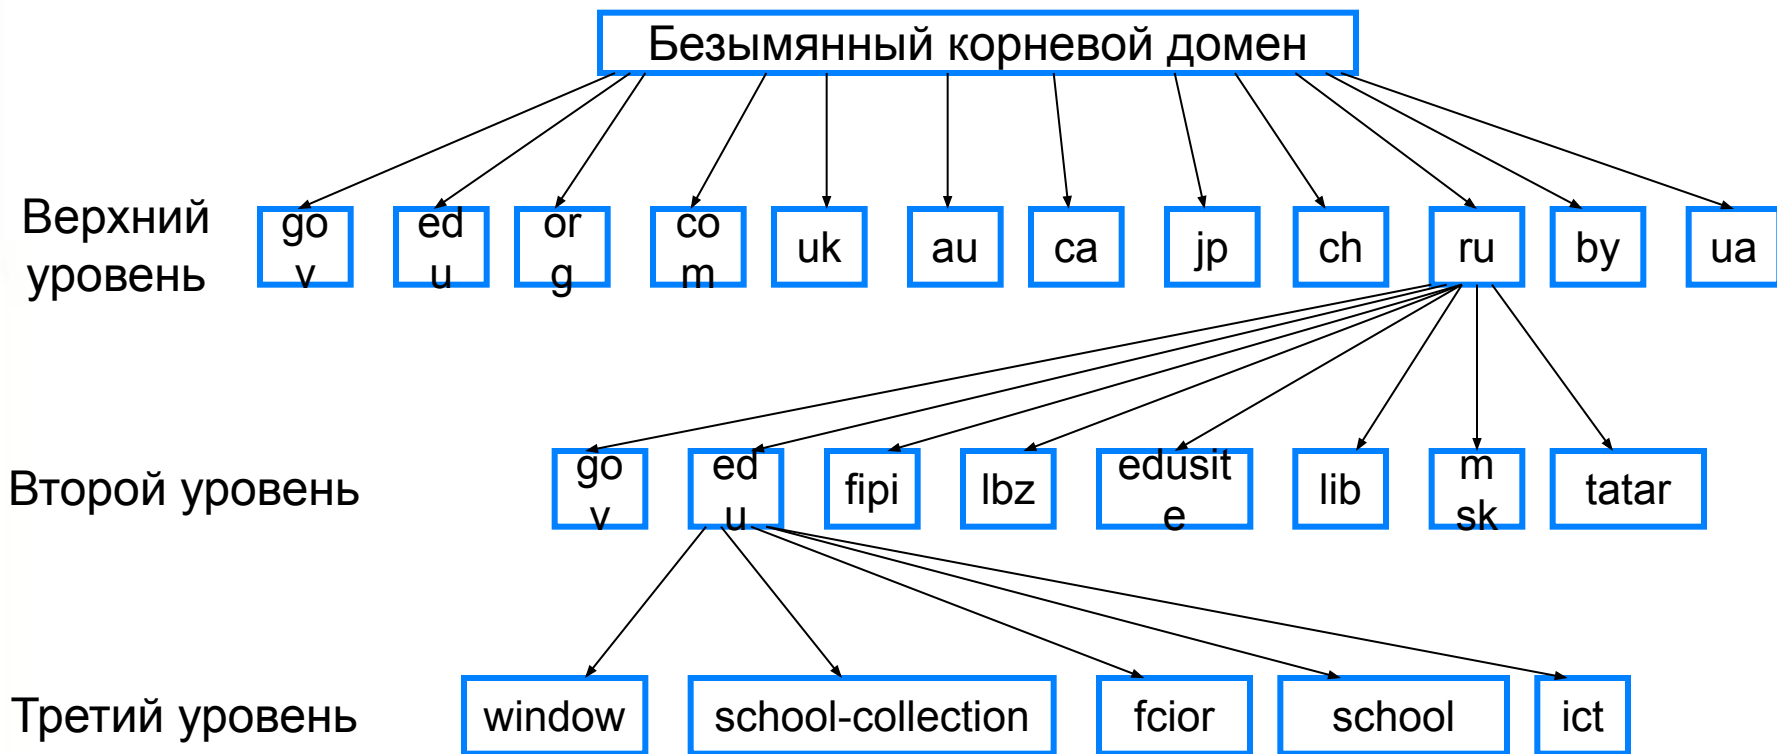 Безымянный корневой домен
Верхний
уровень
go
v
ed
u
or
g
co
m
uk
au
ca
jp
ch
ru
by
ua
Второй уровень
go
v
ed
u
fipi
lbz
edusit
e
lib
m
sk
tatar
Третий уровень
window
school-collection
fcior
school
ict